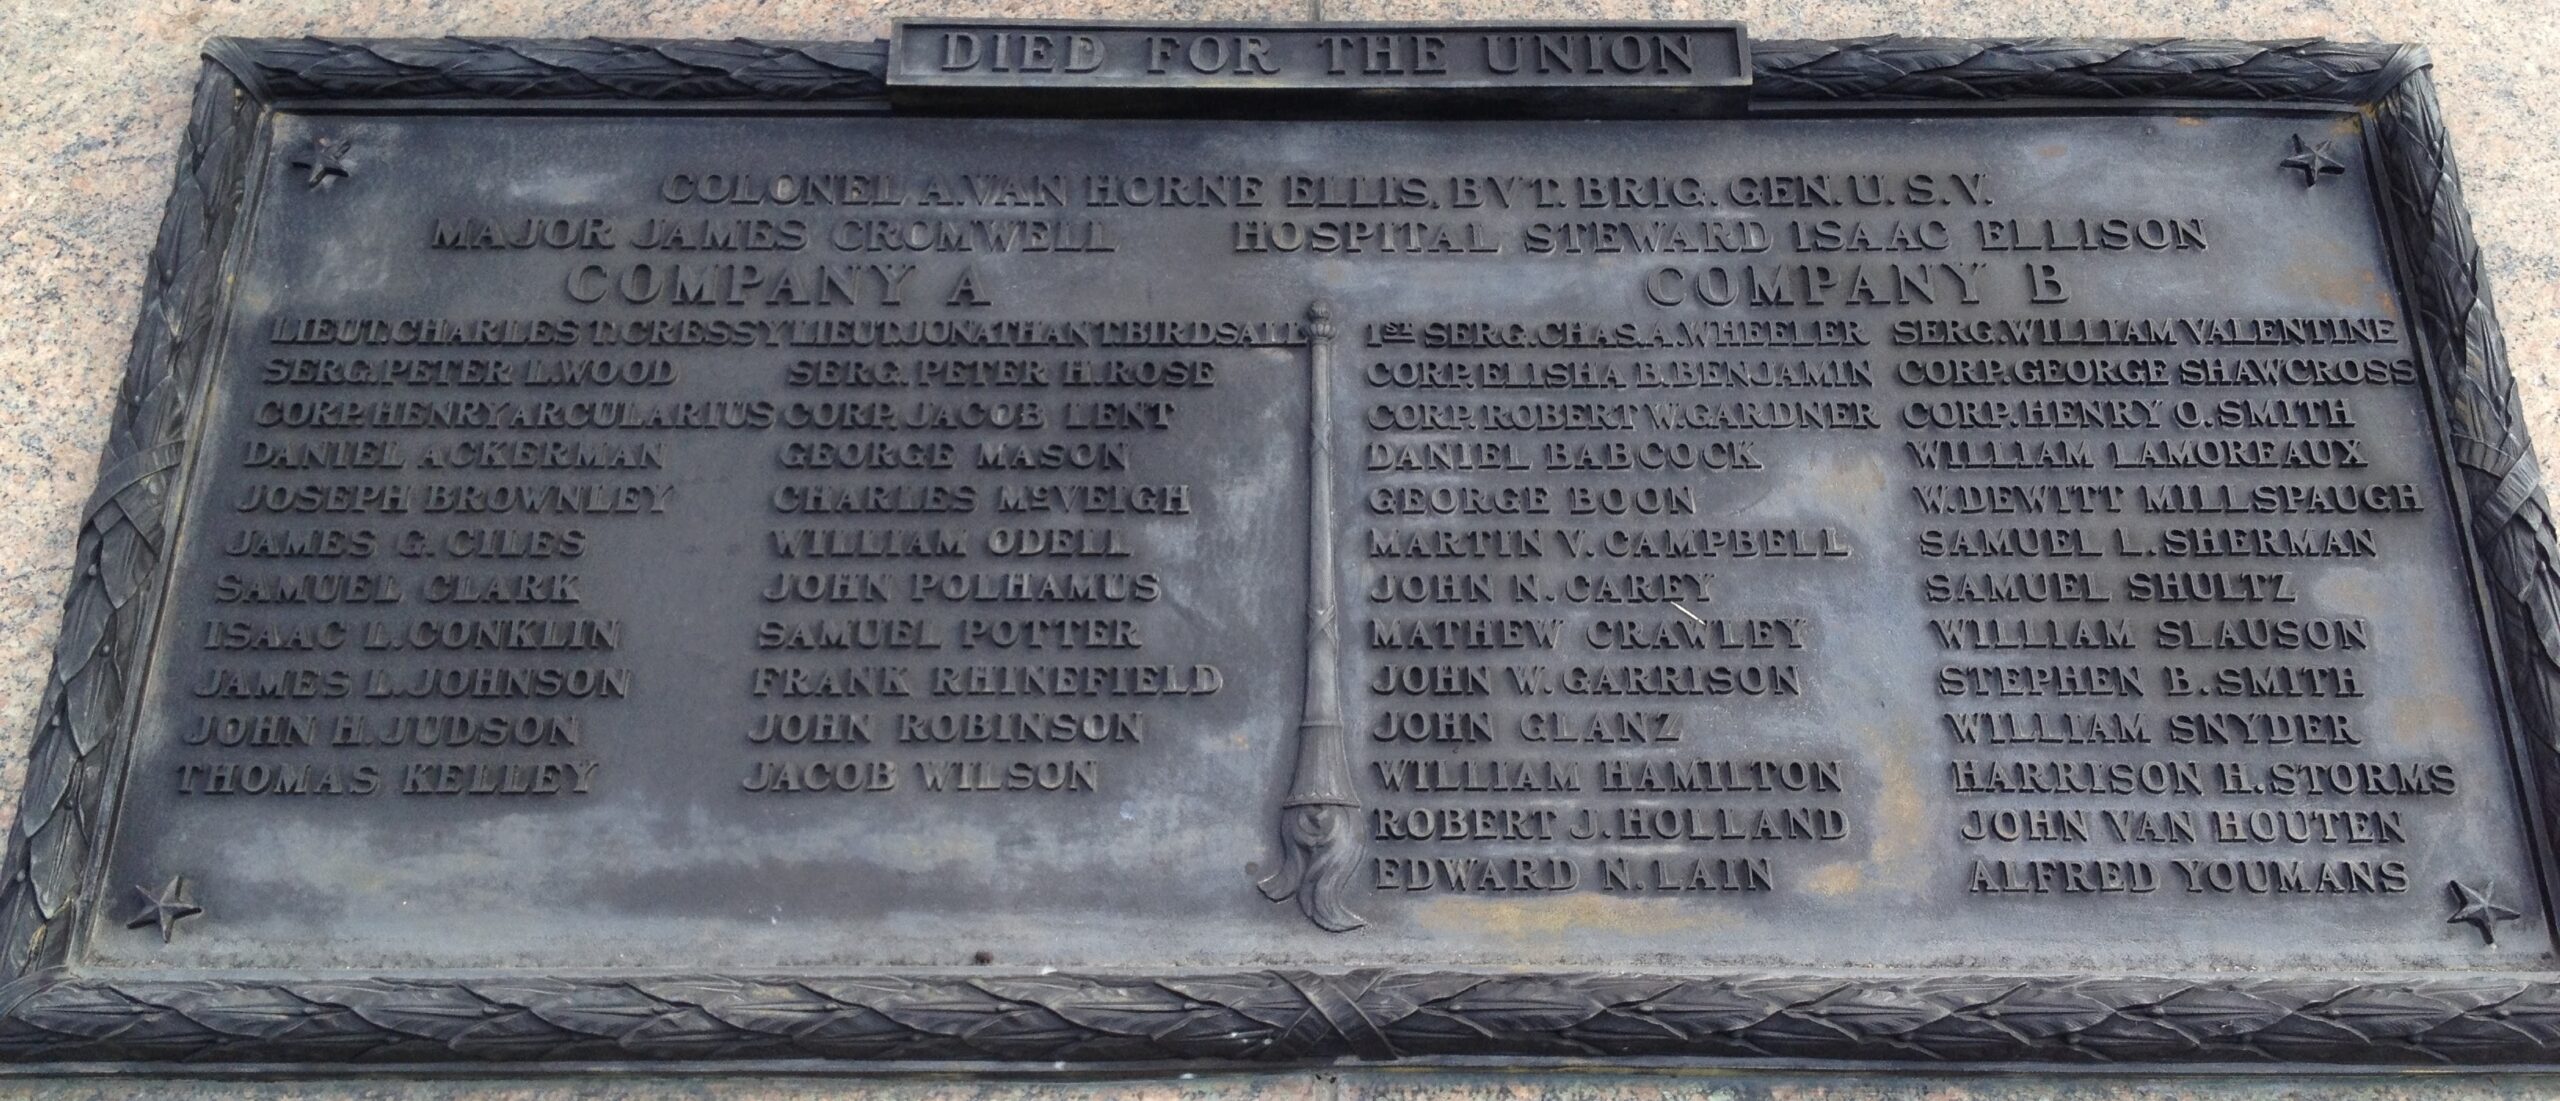 DIED FOR THE UNION
COLONEL A. VAN HORNE ELLIS, BVT. BRIG. GEN. U.S.V.
MAJOR JAMES CROMWELL HOSPITAL STEWARD ISAAC ELLISON
COMPANY A
LIEUT. CHARLES T. CRESSY LIEUT. JONATHAN T. BIRDSALL
SERG. PETER L. WOOD SERG. PETER H. ROSE
CORP. HENRY ARCULARIUS CORP. JACOB LENT
DANIEL ACKERMAN GEORGE MASON
JOSEPH BROWNLEY CHARLES McVEIGH
JAMES G. CILES WILLIAM ODELL
SAMUEL CLARK JOHN POLHAMUS
ISAAC L. CONKLIN SAMUEL POTTER
JAMES L. JOHNSON FRANK RHINEFIELD
JOHN H. JUDSON JOHN ROBINSON
THOMAS KELLEY JACOB WILSON
COMPANY B
1st SERG. CHAS. A. WHEELER SERG. WILLIAM VALENTINE
CORP. ELISHA B. BENJAMIN CORP. GEORGE SHAWCROSS
CORP. ROBERT W. GARDNER CORP. HENRY O. SMITH
DANIEL BABCOCK WILLIAM LAMOREAUX
GEORGE BOON W. DEWITT MILLSPAUGH
MARTIN V. CAMPBELL SAMUEL L. SHERMAN
JOHN N. CAREY SAMUEL SHULTZ
MATHEW CRAWLEY WILLIAM SLAUSON
JOHN W. GARRISON STEPHEN B. SMITH
JOHN GLANZ WILLIAM SNYDER
WILLIAM HAMILTON HARRISON H. STORMS
ROBERT J. HOLLAND JOHN VAN HOUTEN
EDWARD N. LAIN ALFRED YOUMANS